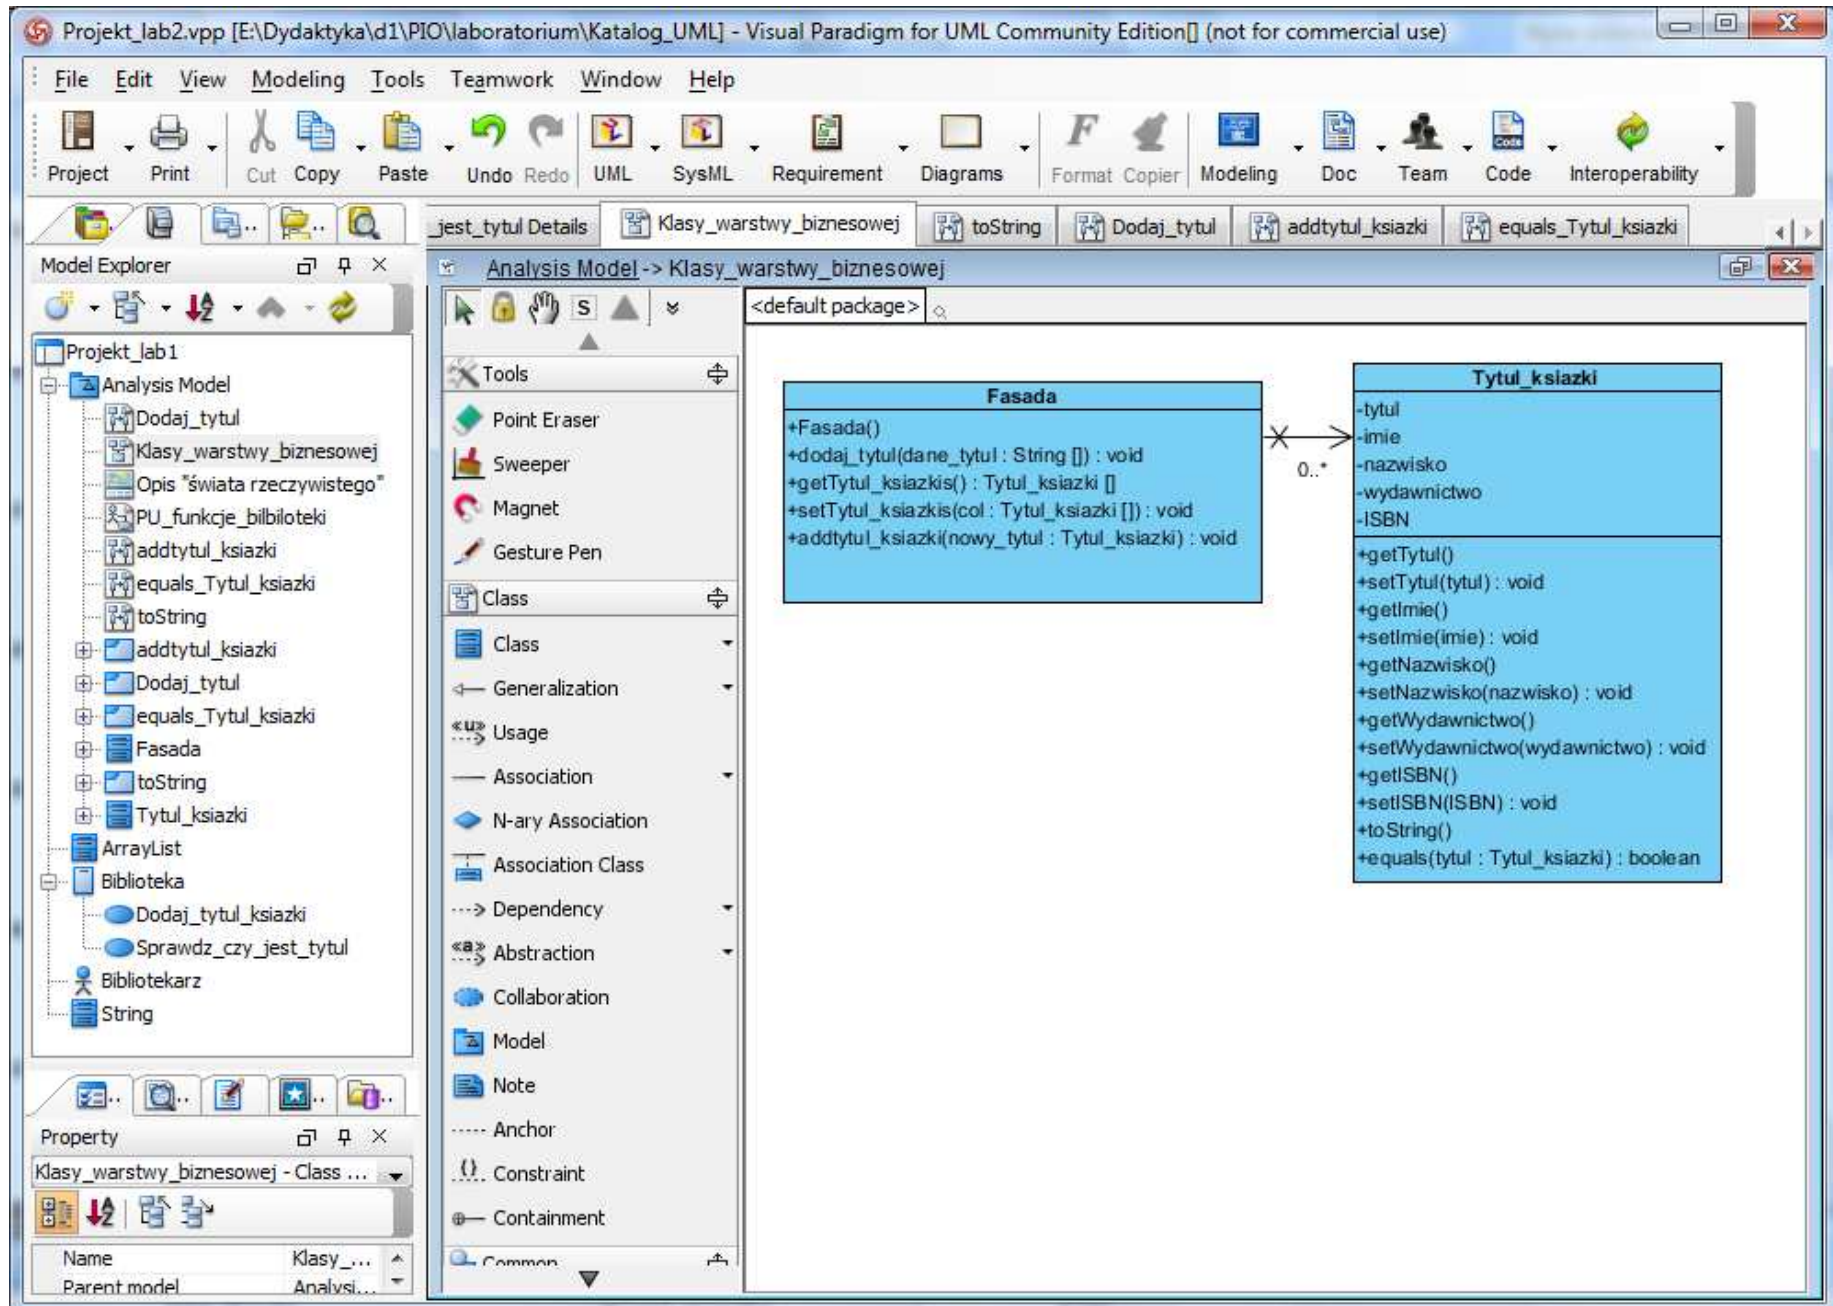 Projekt_lab2.vpp [E:\Dydaktyka\d1\PIO\laboratorium\Katalog_UML] - Visual Paradigm for UML Community Edition[] (not for commercial use)
File Edit View Modeling Tools Teamwork Window Help
Project Print Cut Copy Paste Undo Redo UML SysML Requirement Diagrams Format Copier Modeling Doc Team Code Interoperability
_jest_tytul Details Klasy_warstwy_biznesowej toString Dodaj_tytul addtytul_ksiazki equals_Tytul_ksiazki
Model Explorer
Projekt_lab1
Analysis Model
Dodaj_tytul
Klasy_warstwy_biznesowej
Opis "świata rzeczywistego"
PU_funkcje_bilbiloteki
addtytul_ksiazki
equals_Tytul_ksiazki
toString
addtytul_ksiazki
Dodaj_tytul
equals_Tytul_ksiazki
Fasada
toString
Tytul_ksiazki
ArrayList
Biblioteka
Dodaj_tytul_ksiazki
Sprawdz_czy_jest_tytul
Bibliotekarz
String
Property
Klasy_warstwy_biznesowej - Class ...
Name Klasy_...
Parent model Analysi...
Analysis Model -> Klasy_warstwy_biznesowej
S
<default package>
Tools
Point Eraser
Sweeper
Magnet
Gesture Pen
Class
Class
Generalization
«u» Usage
Association
N-ary Association
Association Class
Dependency
«a» Abstraction
Collaboration
Model
Note
Anchor
{} Constraint
Containment
Common
Fasada
+Fasada()
+dodaj_tytul(dane_tytul : String []) : void
+getTytul_ksiazkis() : Tytul_ksiazki []
+setTytul_ksiazkis(col : Tytul_ksiazki []) : void
+addtytul_ksiazki(nowy_tytul : Tytul_ksiazki) : void
0..*
Tytul_ksiazki
-tytul
-imie
-nazwisko
-wydawnictwo
-ISBN
+getTytul()
+setTytul(tytul) : void
+getImie()
+setImie(imie) : void
+getNazwisko()
+setNazwisko(nazwisko) : void
+getWydawnictwo()
+setWydawnictwo(wydawnictwo) : void
+getISBN()
+setISBN(ISBN) : void
+toString()
+equals(tytul : Tytul_ksiazki) : boolean